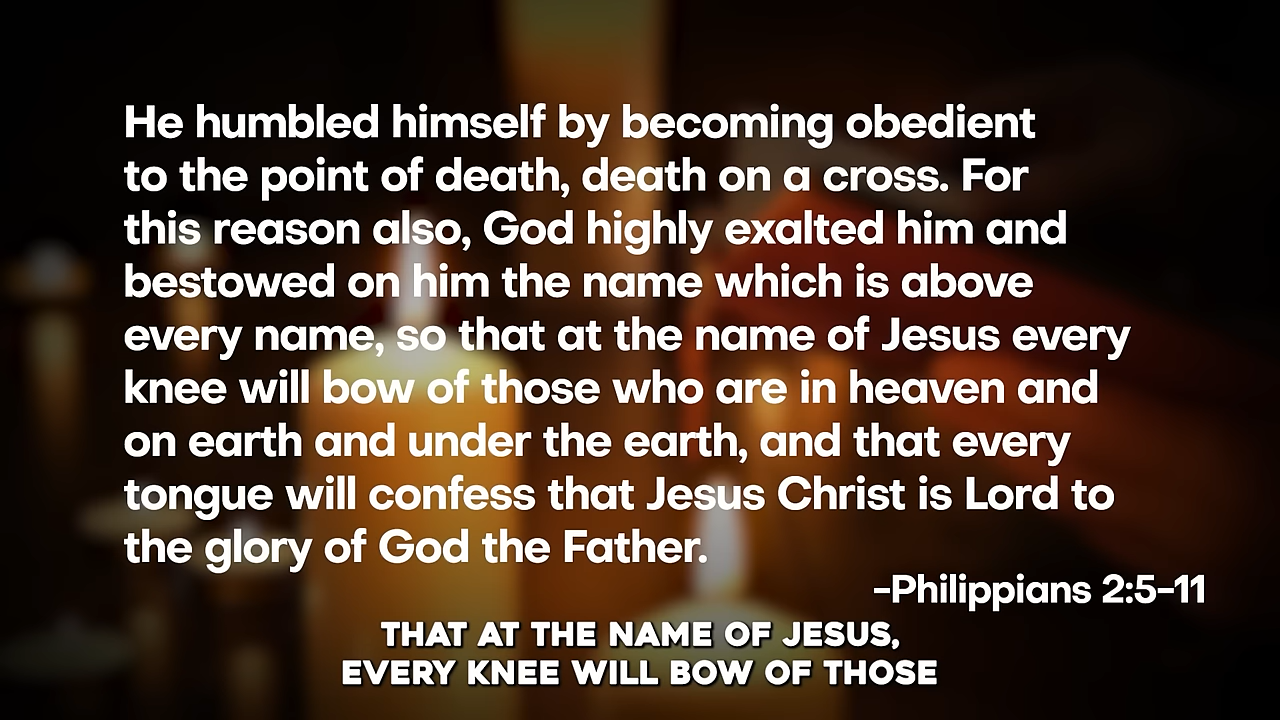 He humbled himself by becoming obedient
to the point of death, death on a cross. For
this reason also, God highly exalted him and
bestowed on him the name which is above
every name, so that at the name of Jesus every
knee will bow of those who are in heaven and
on earth and under the earth, and that every
tongue will confess that Jesus Christ is Lord to
the glory of God the Father.
-Philippians 2:5-11
THAT AT THE NAME OF JESUS,
EVERY KNEE WILL BOW OF THOSE